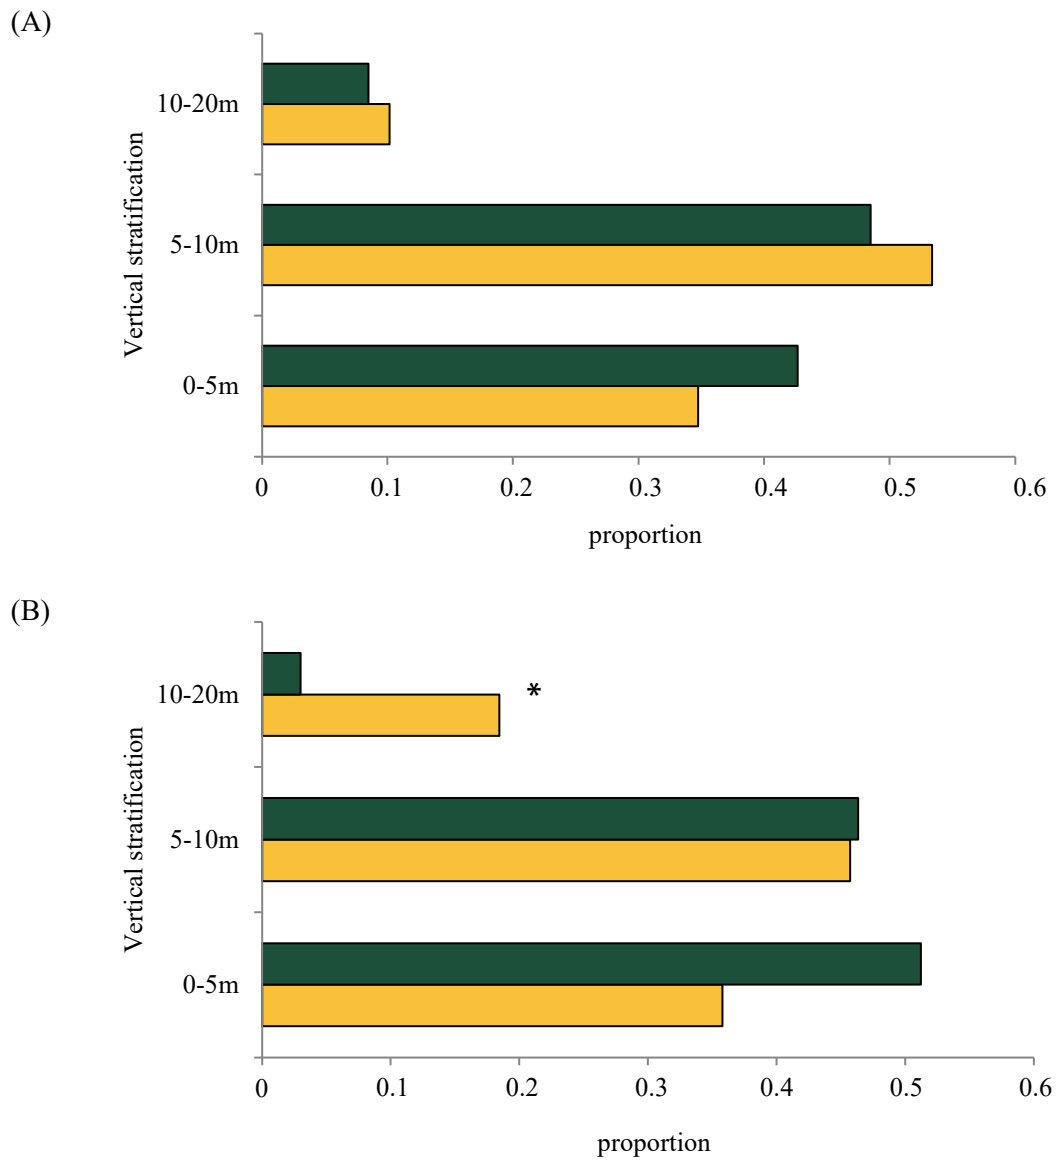 (A)
Vertical stratification
10-20m
5-10m
0-5m
0 0.1 0.2 0.3 0.4 0.5 0.6
proportion
(B)
Vertical stratification
10-20m
*
5-10m
0-5m
0 0.1 0.2 0.3 0.4 0.5 0.6
proportion